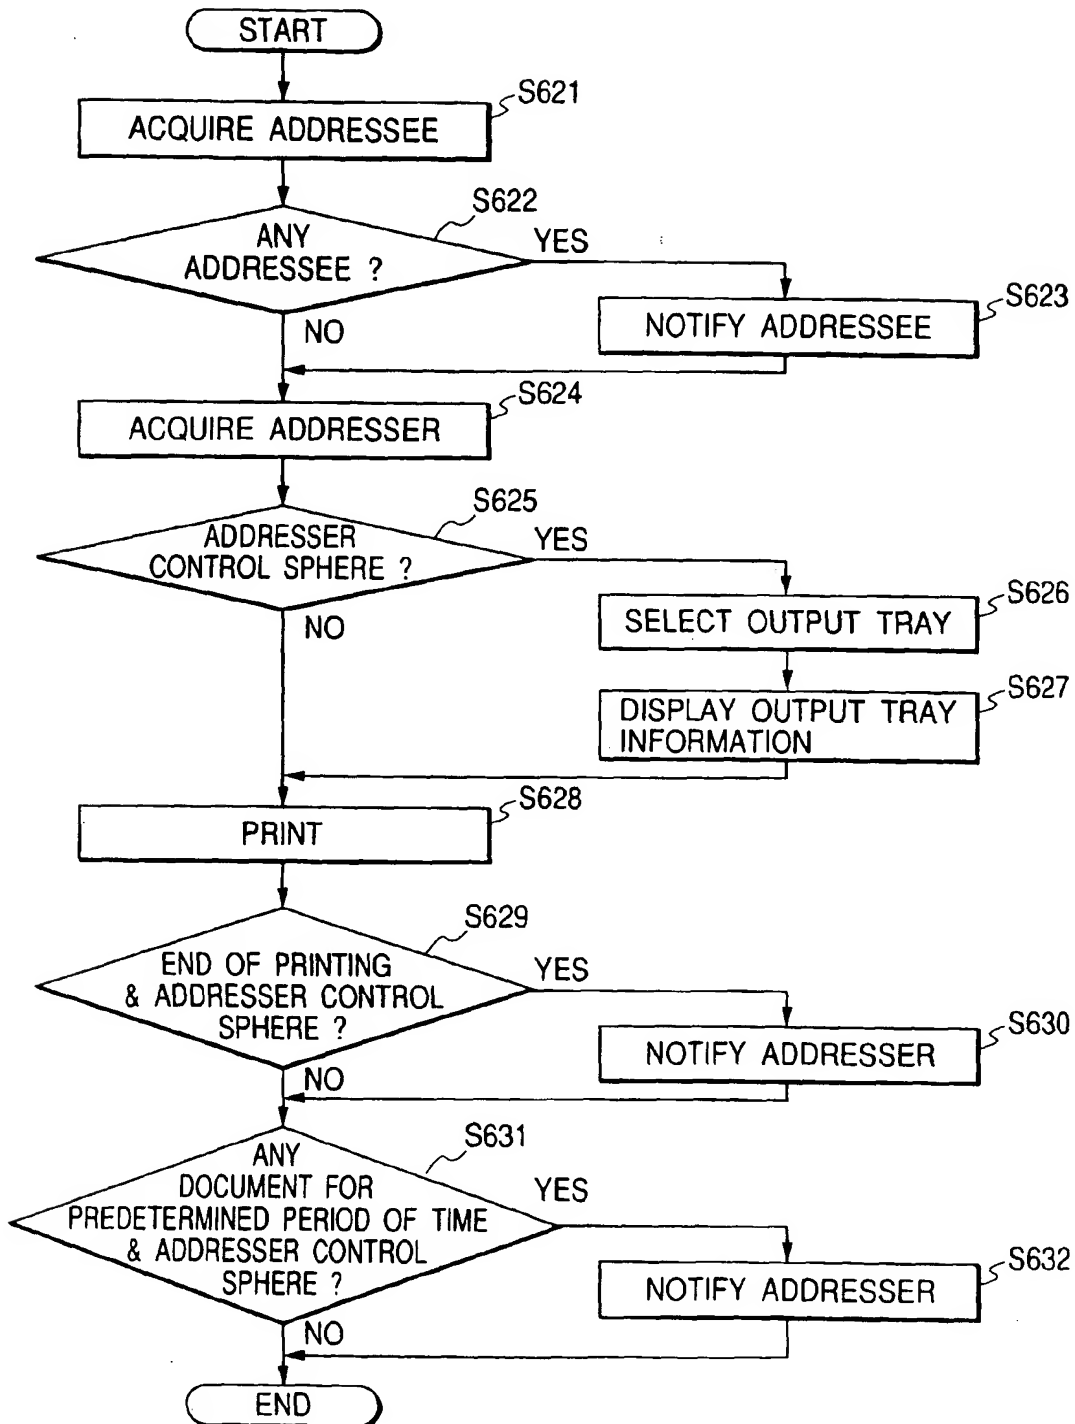 START
S621
ACQUIRE ADDRESSEE
S622
ANY
ADDRESSEE ?
YES
NO
S623
NOTIFY ADDRESSEE
S624
ACQUIRE ADDRESSER
S625
ADDRESSER
CONTROL SPHERE ?
YES
NO
S626
SELECT OUTPUT TRAY
S627
DISPLAY OUTPUT TRAY
INFORMATION
S628
PRINT
S629
END OF PRINTING
& ADDRESSER CONTROL
SPHERE ?
YES
NO
S630
NOTIFY ADDRESSER
S631
ANY
DOCUMENT FOR
PREDETERMINED PERIOD OF TIME
& ADDRESSER CONTROL
SPHERE ?
YES
NO
S632
NOTIFY ADDRESSER
END